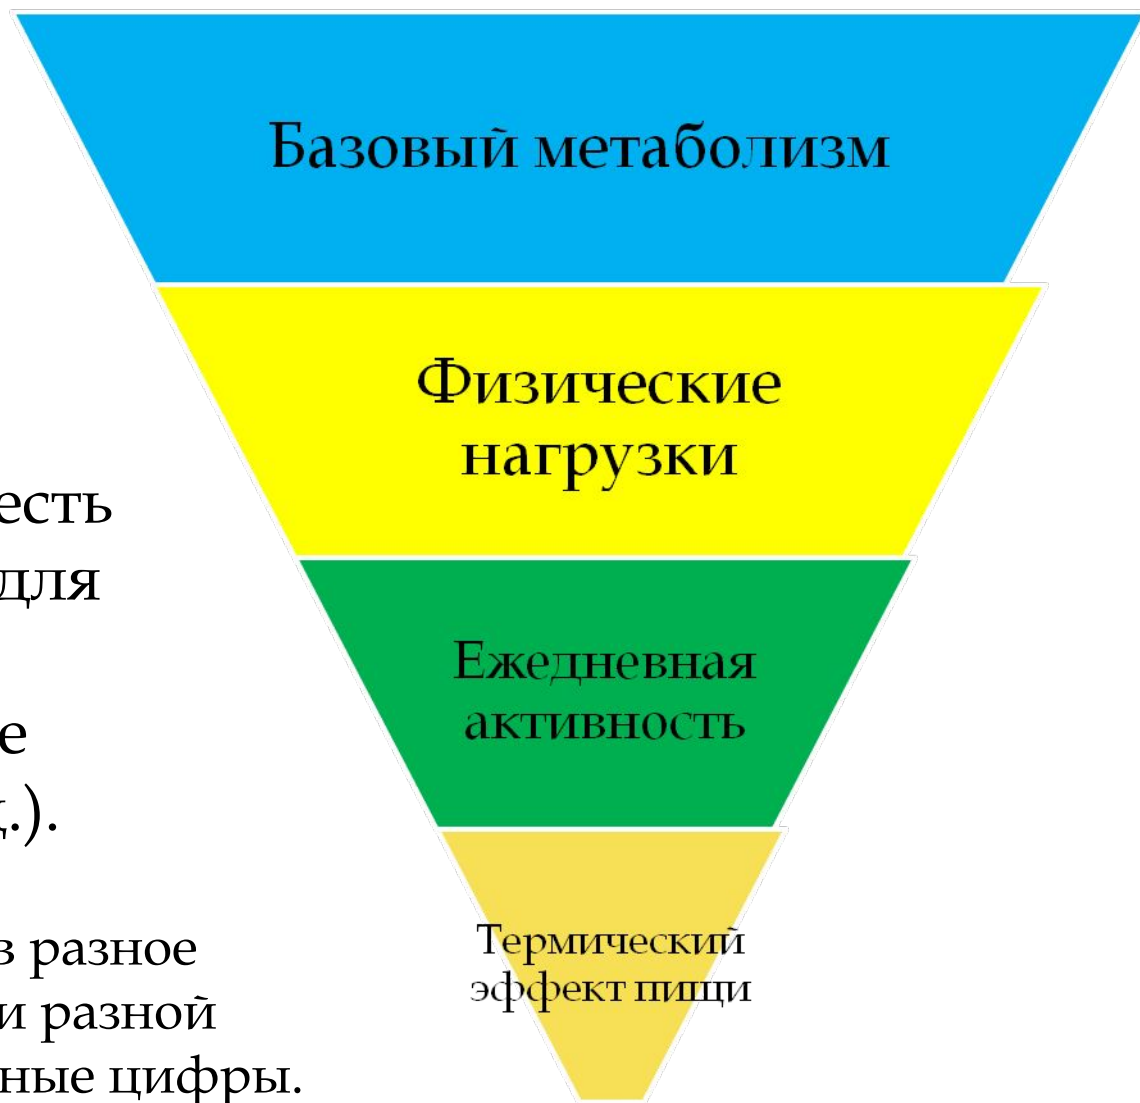 Базовый метаболизм
Физические
нагрузки
есть
для
Ежедневная
активность
е
.).
Термический
эффект пищи
в разное
и разной
ные цифры.